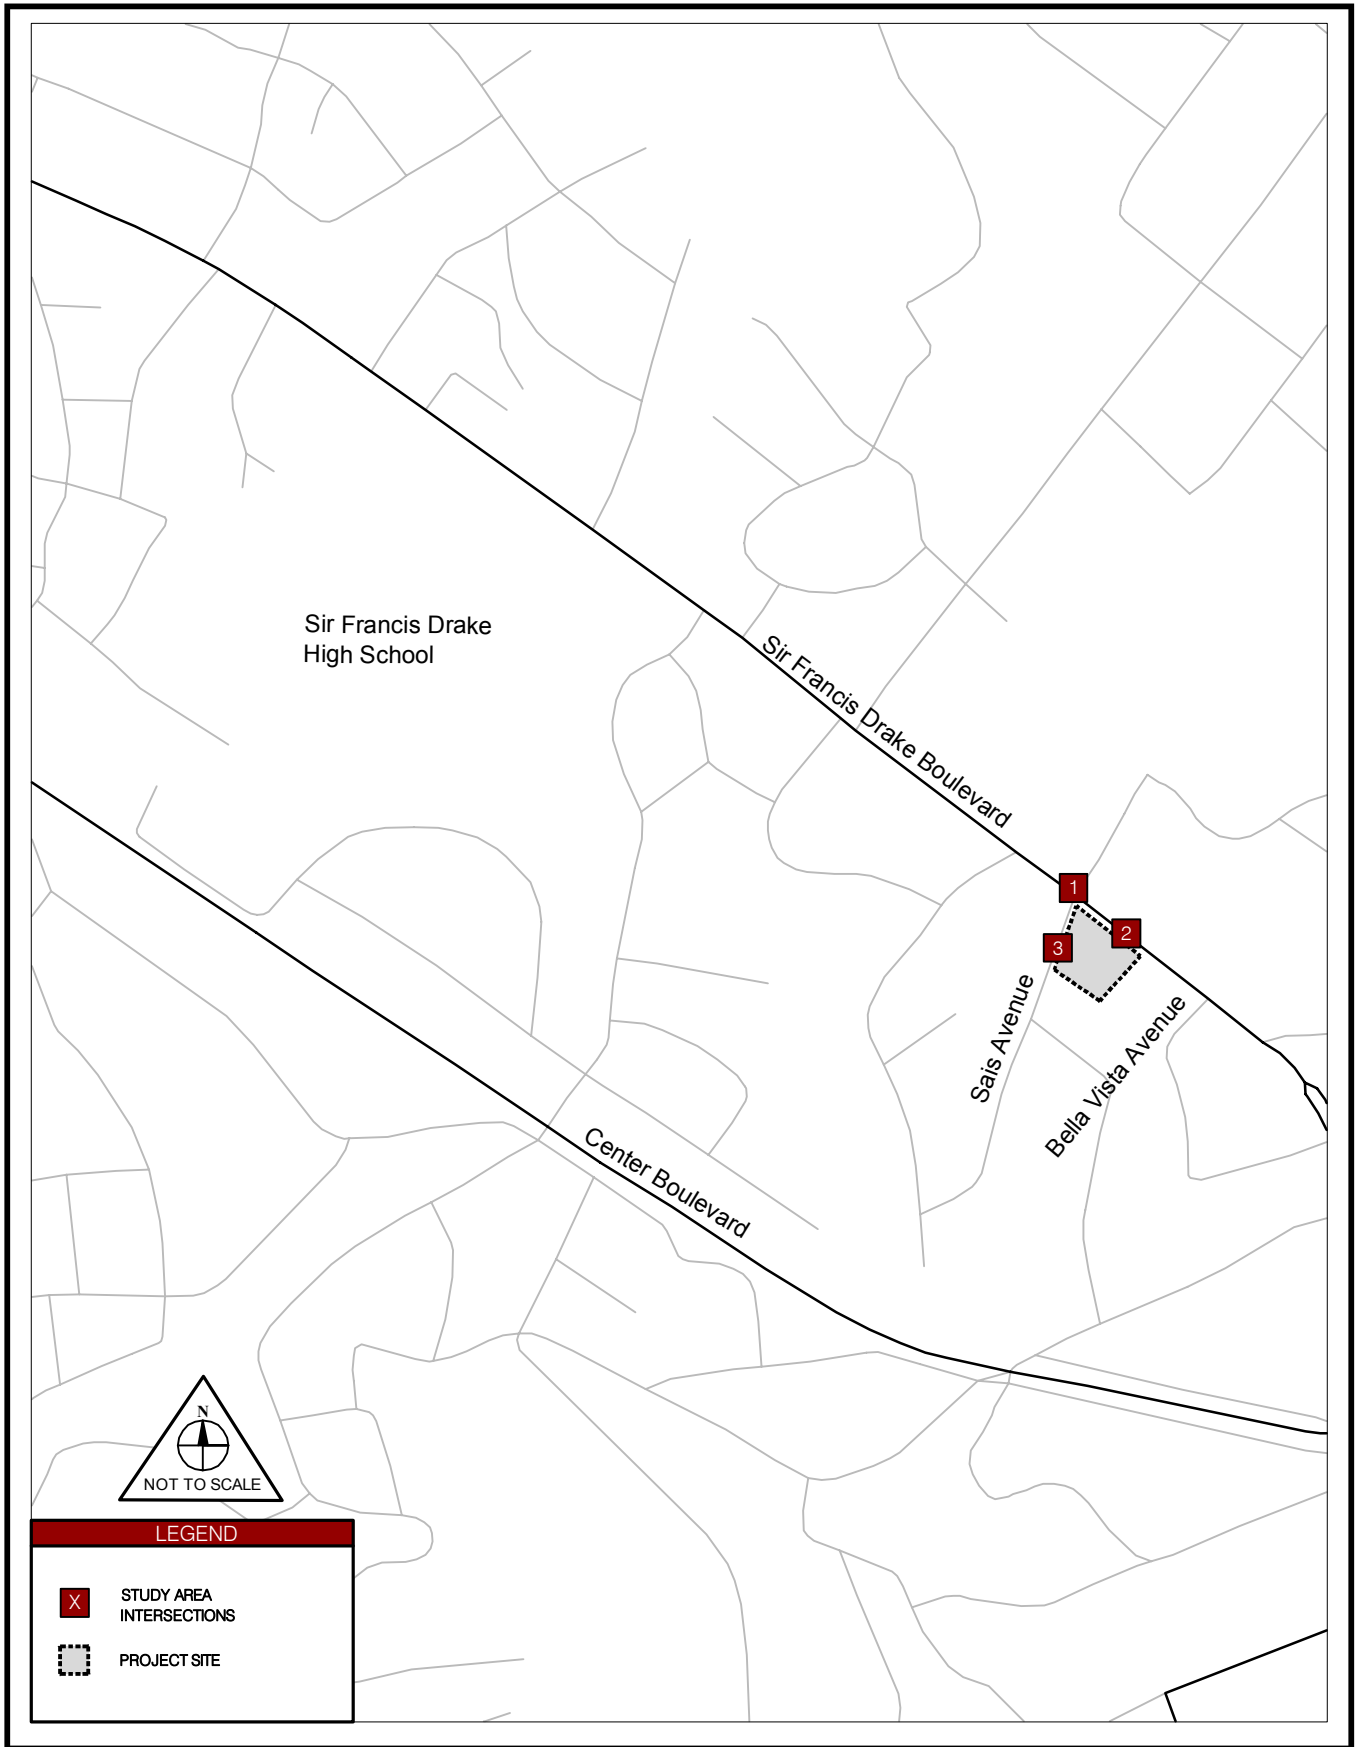 Sir Francis Drake
High School
Sir Francis Drake Boulevard
1
2
3
Sais Avenue
Bella Vista Avenue
Center Boulevard
N
NOT TO SCALE
LEGEND
X
STUDY AREA
INTERSECTIONS
PROJECT SITE